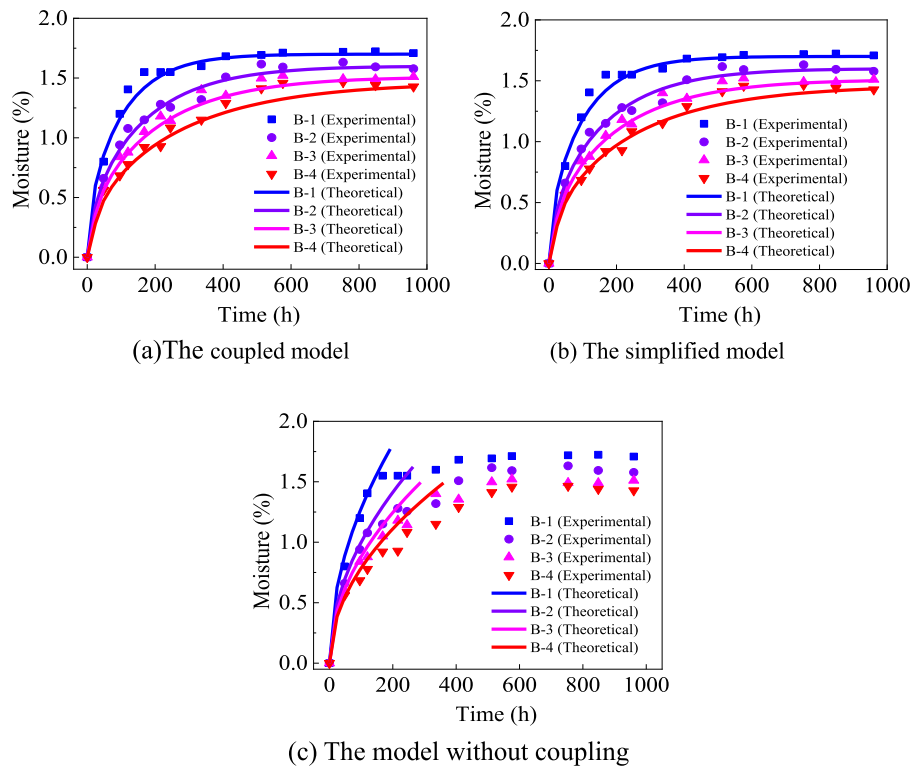 2.0
1.5
1.0
0.5
0.0
Moisture (%)
B-1 (Experimental)
B-2 (Experimental)
B-3 (Experimental)
B-4 (Experimental)
B-1 (Theoretical)
B-2 (Theoretical)
B-3 (Theoretical)
B-4 (Theoretical)
0 200 400 600 800 1000
Time (h)
(a)The coupled model
2.0
1.5
1.0
0.5
0.0
Moisture (%)
B-1 (Experimental)
B-2 (Experimental)
B-3 (Experimental)
B-4 (Experimental)
B-1 (Theoretical)
B-2 (Theoretical)
B-3 (Theoretical)
B-4 (Theoretical)
0 200 400 600 800 1000
Time (h)
(b) The simplified model
2.0
1.5
1.0
0.5
0.0
Moisture (%)
B-1 (Experimental)
B-2 (Experimental)
B-3 (Experimental)
B-4 (Experimental)
B-1 (Theoretical)
B-2 (Theoretical)
B-3 (Theoretical)
B-4 (Theoretical)
0 200 400 600 800 1000
Time (h)
(c) The model without coupling